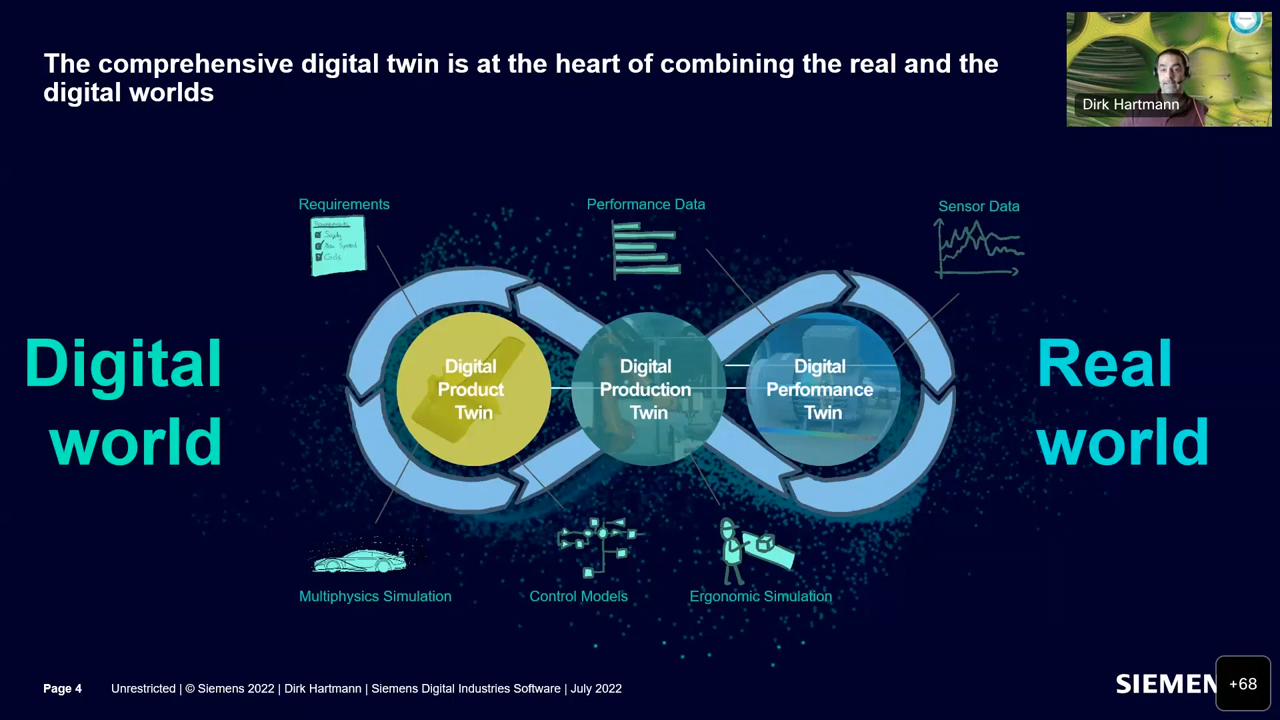 The comprehensive digital twin is at the heart of combining the real and the
digital worlds
Dirk Hartmann
Requirements
Performance Data
Sensor Data
Digital
world
Digital
Product
Twin
Digital
Production
Twin
Digital
Performance
Twin
Real
world
Multiphysics Simulation
Control Models
Ergonomic Simulation
Page 4
Unrestricted | © Siemens 2022 | Dirk Hartmann | Siemens Digital Industries Software | July 2022
SIEMEN
+68